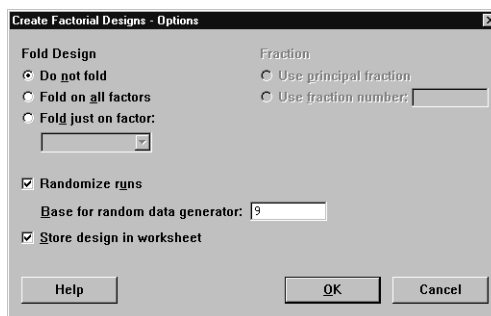 Create Factorial Designs - Options
Fold Design
Do not fold
Fold on all factors
Fold just on factor:
Fraction
Use principal fraction
Use fraction number:
Randomize runs
Base for random data generator: 9
Store design in worksheet
Help
OK
Cancel